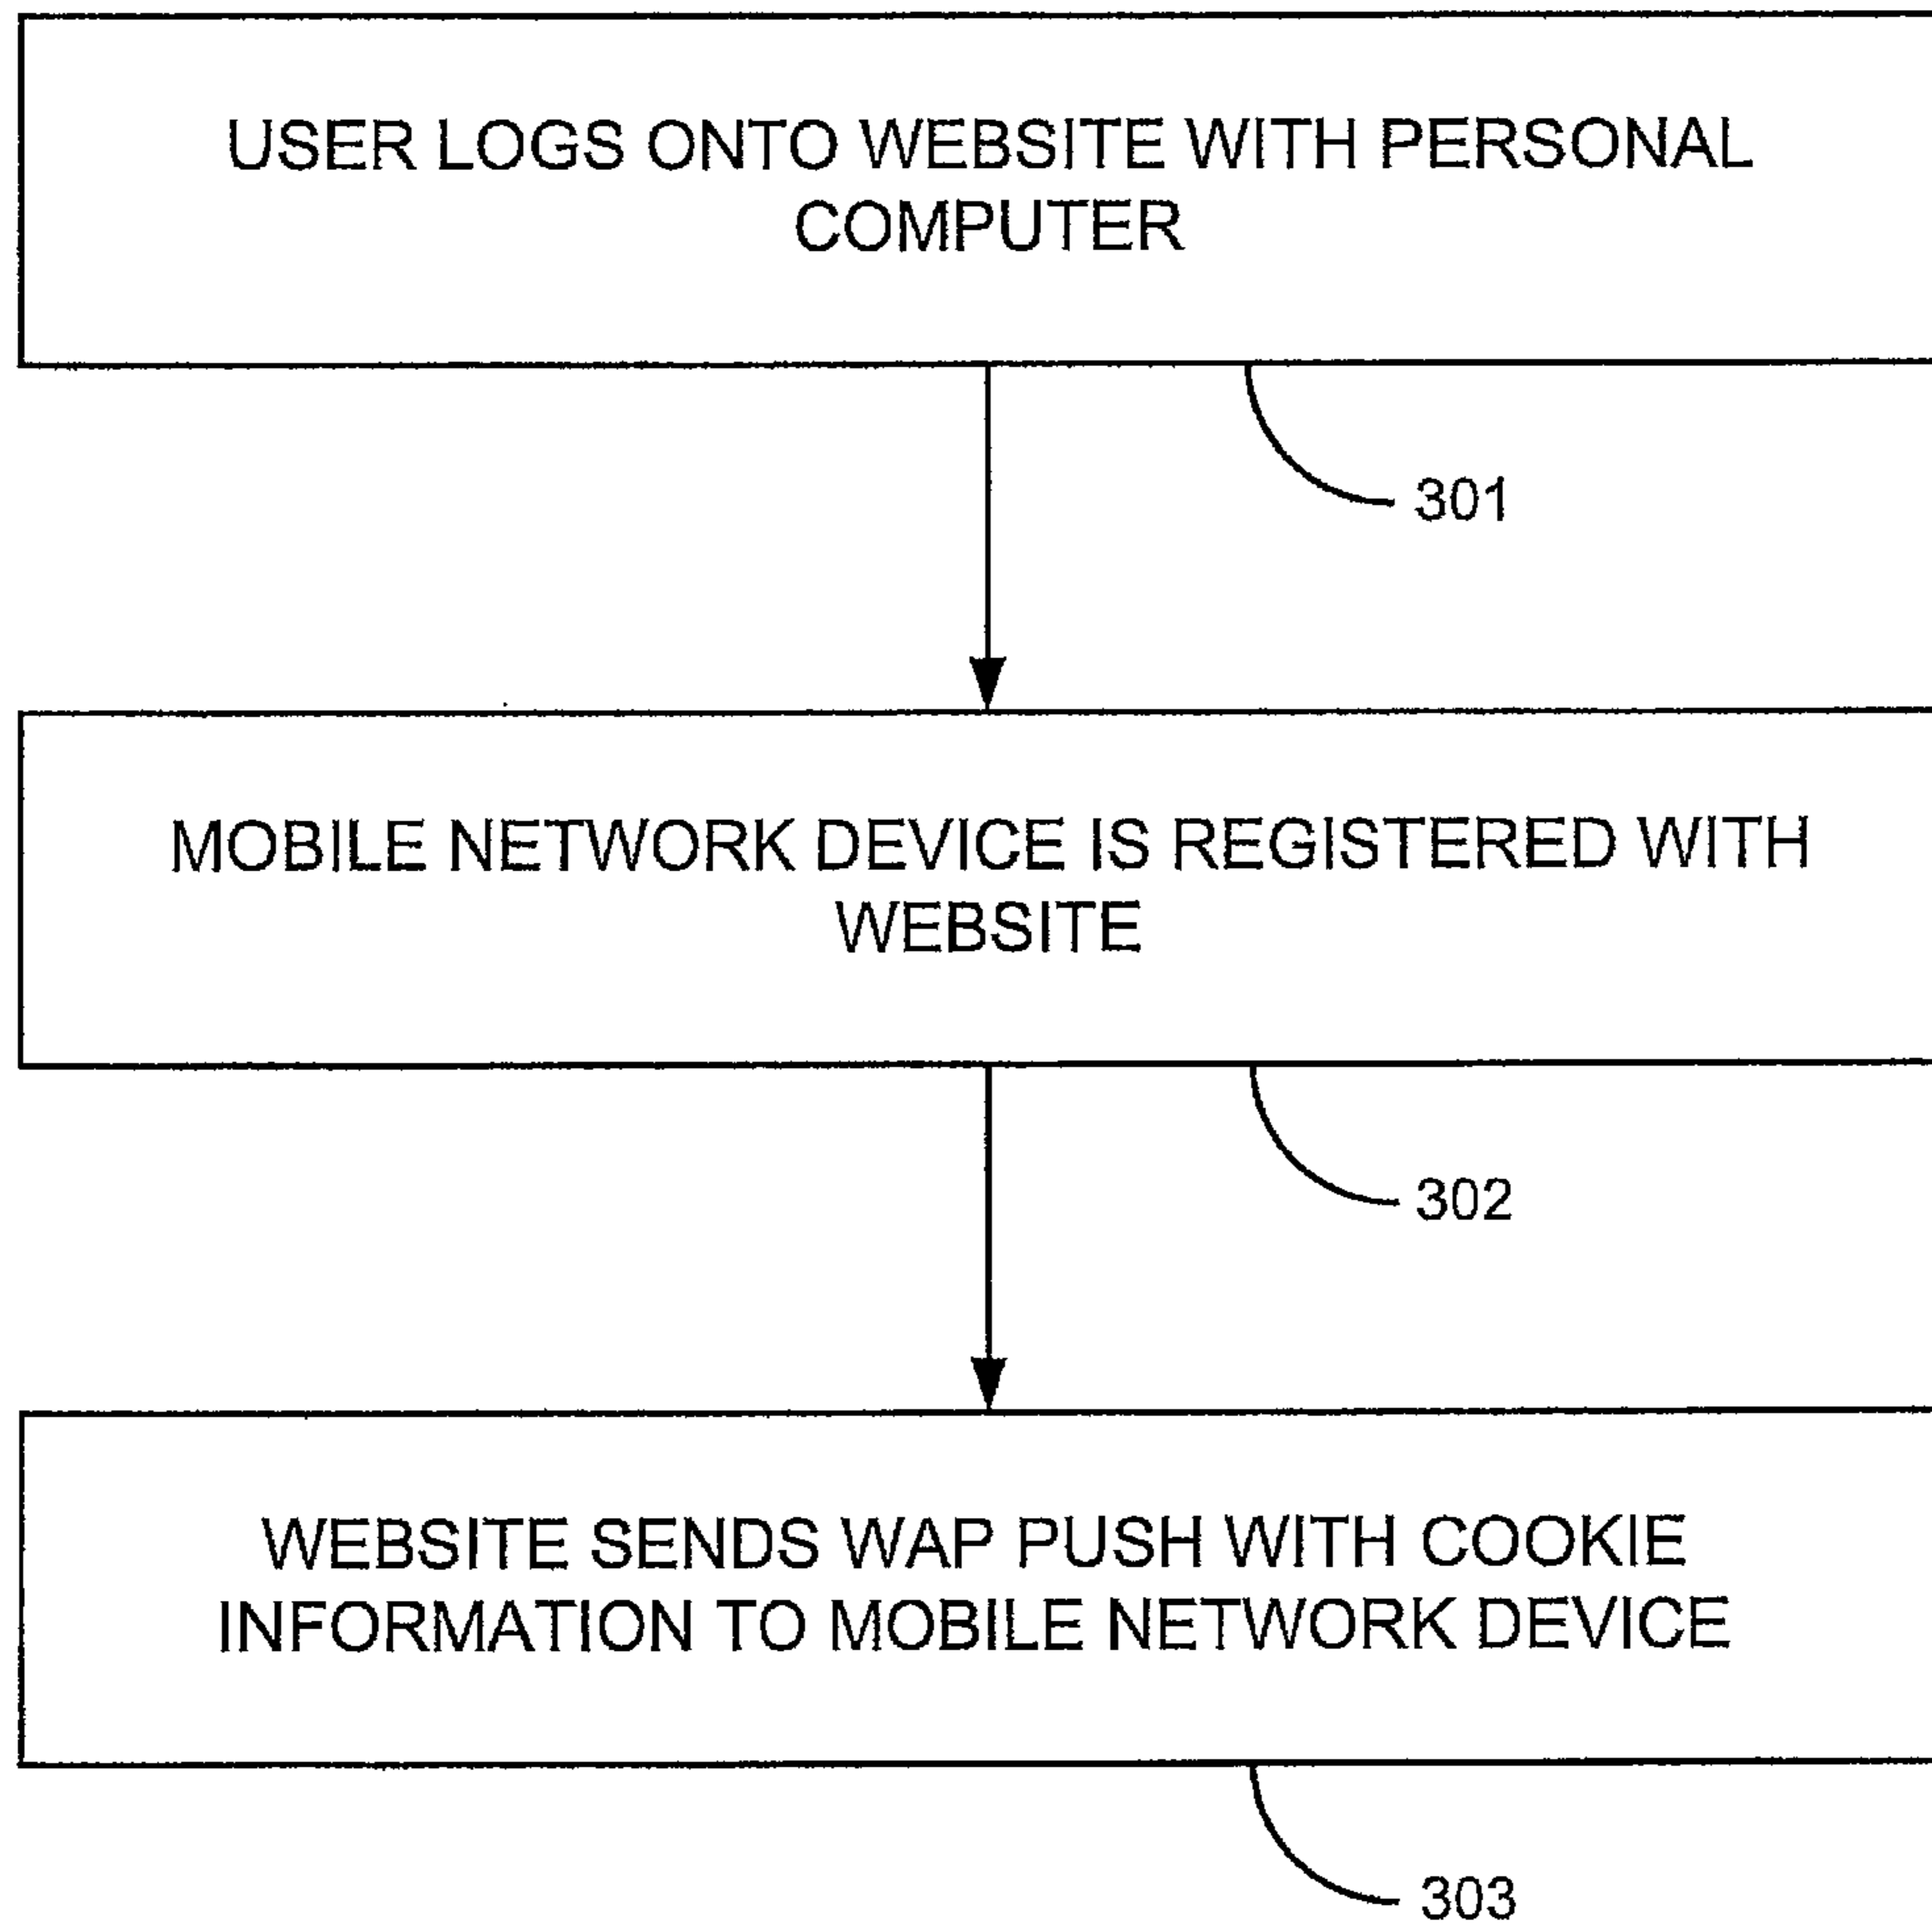 USER LOGS ONTO WEBSITE WITH PERSONAL
COMPUTER
301
MOBILE NETWORK DEVICE IS REGISTERED WITH
WEBSITE
302
WEBSITE SENDS WAP PUSH WITH COOKIE
INFORMATION TO MOBILE NETWORK DEVICE
303